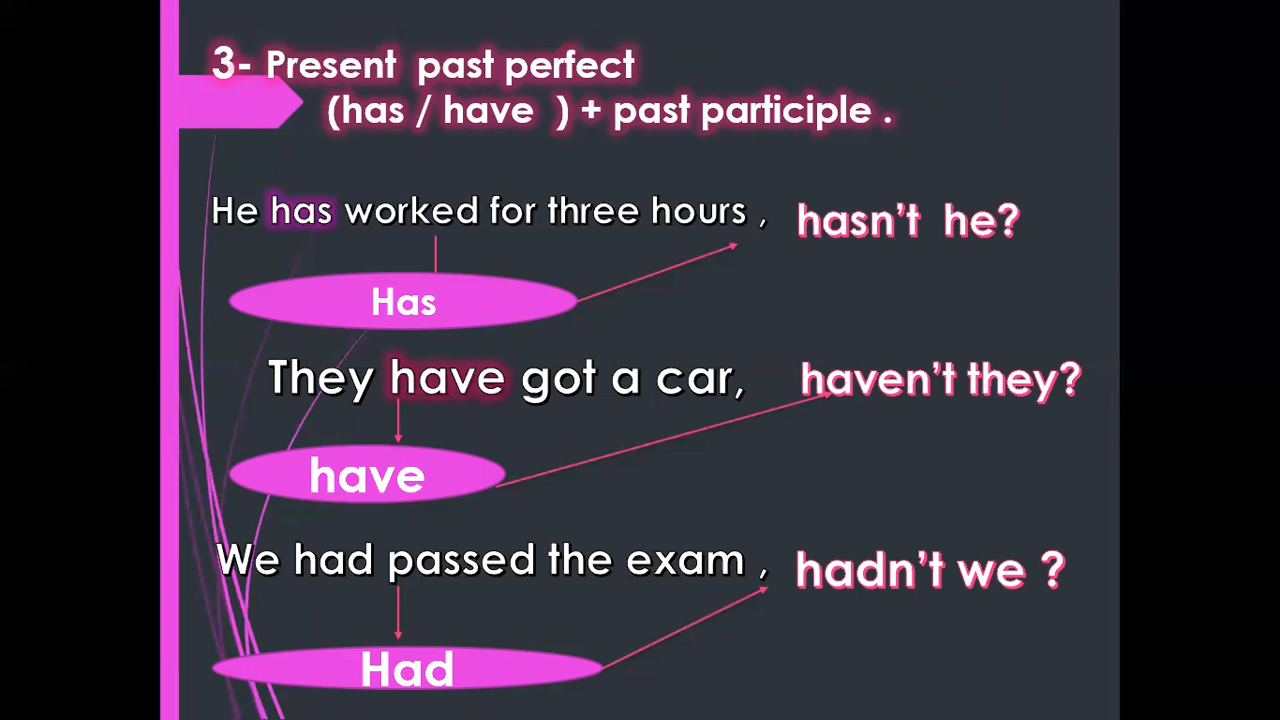 3- Present past perfect
(has / have ) + past participle .
He has worked for three hours , hasn't he?
Has
They have got a car, haven't they?
have
We had passed the exam , hadn't we ?
Had